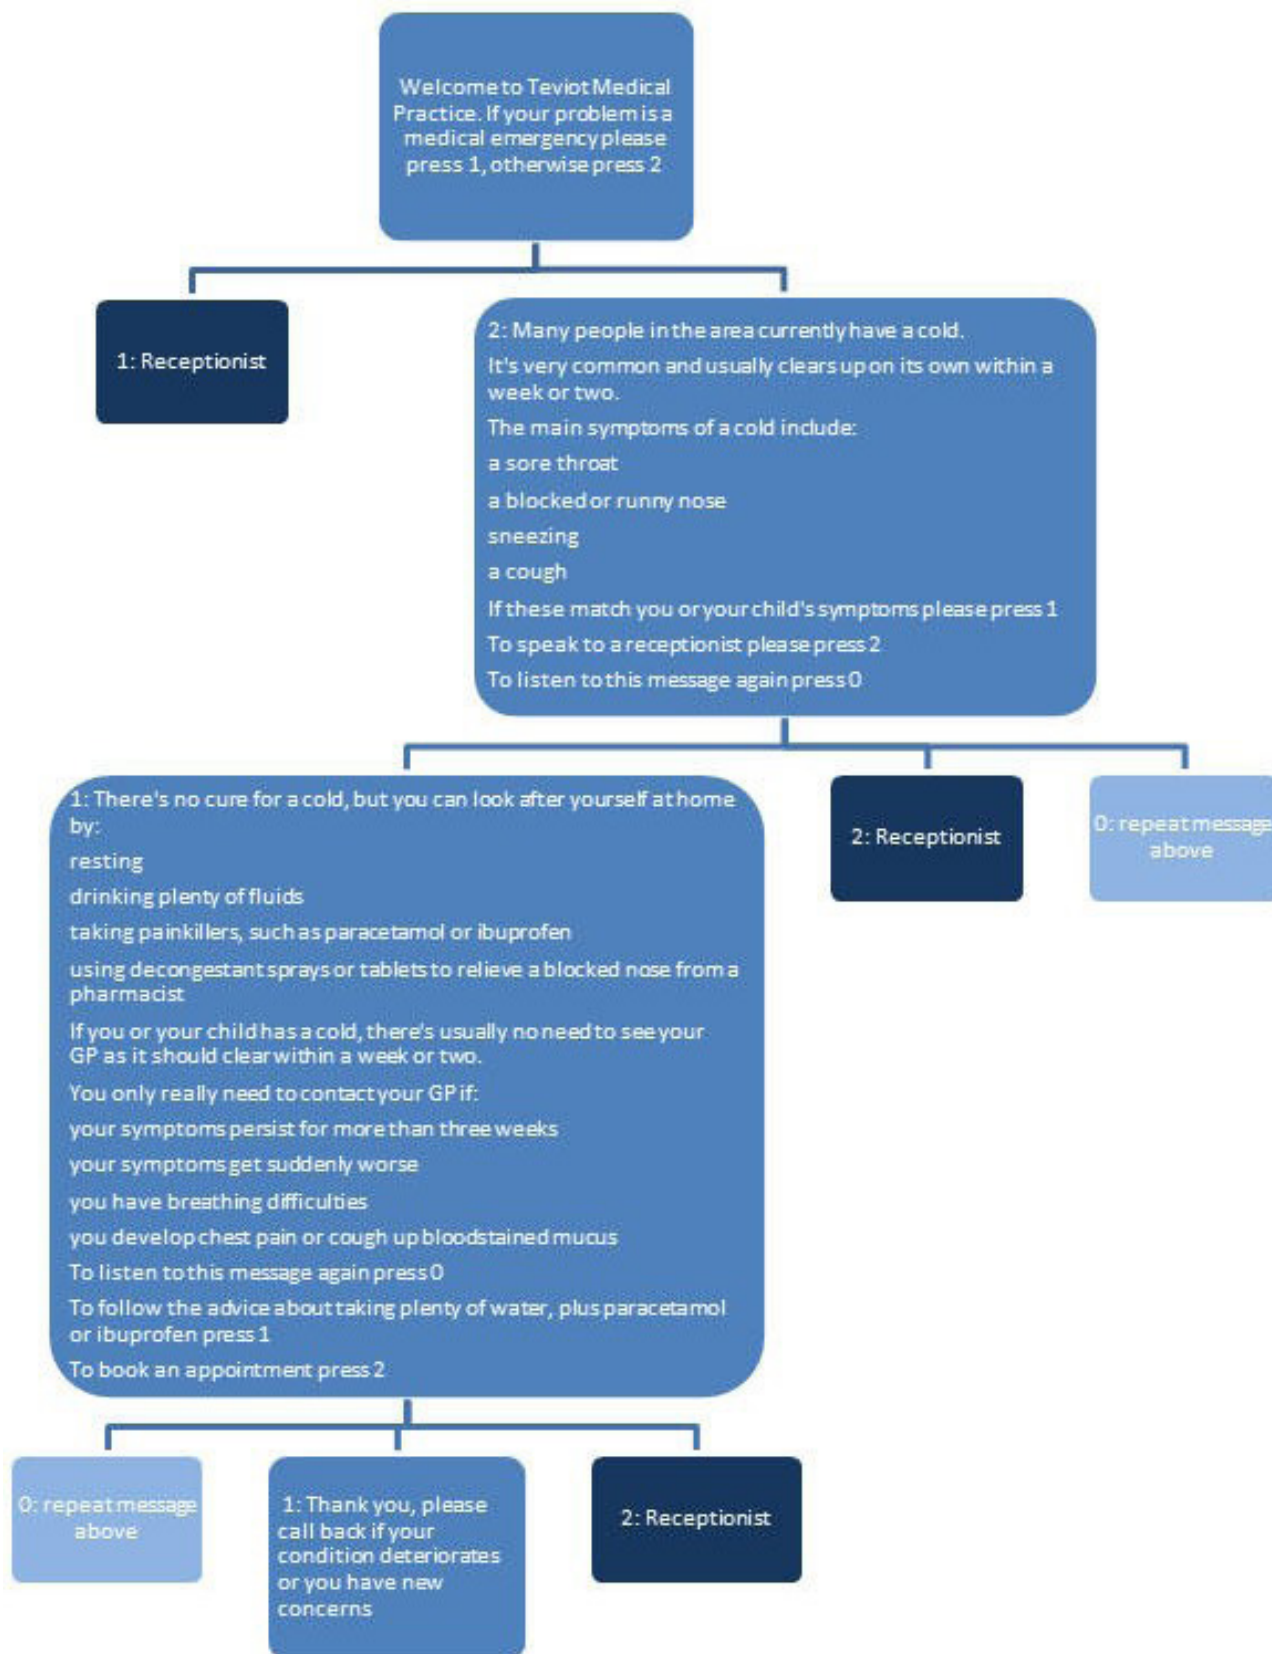 Welcome to Teviot Medical
Practice. If your problem is a
medical emergency please
press 1, otherwise press 2
1: Receptionist
2: Many people in the area currently have a cold.
It's very common and usually clears up on its own within a
week or two.
The main symptoms of a cold include:
a sore throat
a blocked or runny nose
sneezing
a cough
If these match you or your child's symptoms please press 1
To speak to a receptionist please press 2
To listen to this message again press 0
1: There's no cure for a cold, but you can look after yourself at home
by:
resting
drinking plenty of fluids
taking painkillers, such as paracetamol or ibuprofen
using decongestant sprays or tablets to relieve a blocked nose from a
pharmacist
If you or your child has a cold, there's usually no need to see your
GP as it should clear within a week or two.
You only really need to contact your GP if:
your symptoms persist for more than three weeks
your symptoms get suddenly worse
you have breathing difficulties
you develop chest pain or cough up bloodstained mucus
To listen to this message again press 0
To follow the advice about taking plenty of water, plus paracetamol
or ibuprofen press 1
To book an appointment press 2
2: Receptionist
0: repeat message
above
0: repeat message
above
1: Thank you, please
call back if your
condition deteriorates
or you have new
concerns
2: Receptionist